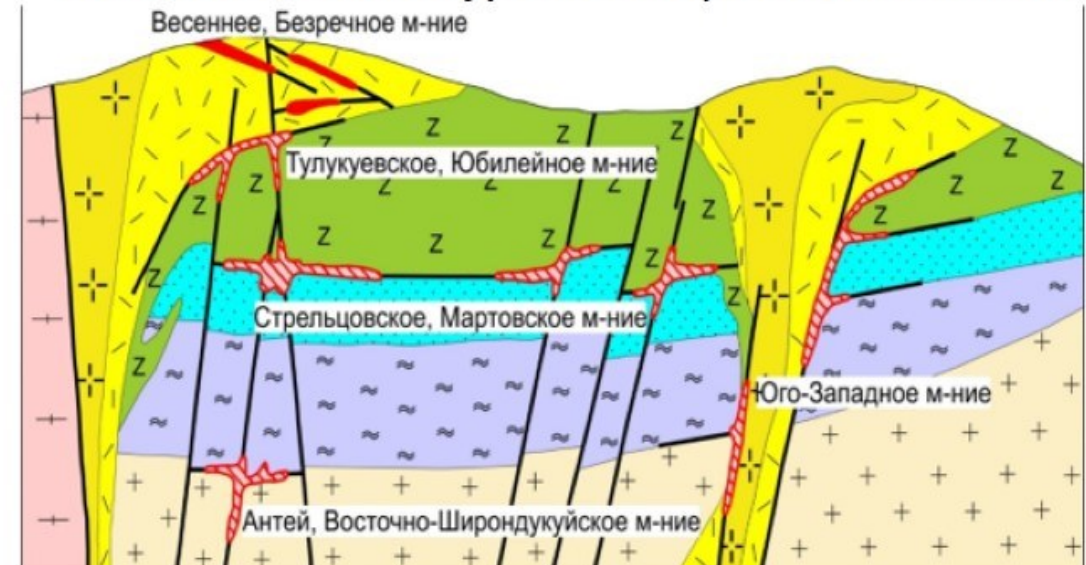 Весеннее, Безречное м-ние
Тулукуевское, Юбилейное м-ние
Стрельцовское, Мартовское м-ние
Юго-Западное м-ние
Антей, Восточно-Широндукуйское м-ние